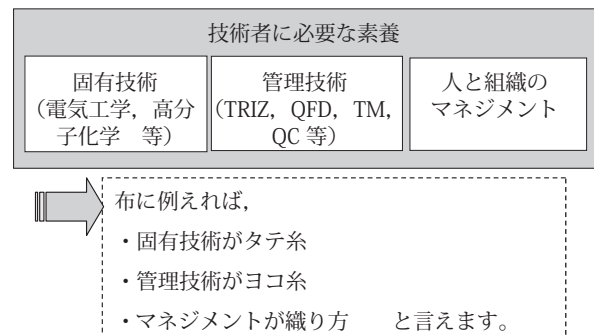 技術者に必要な素養
固有技術
（電気工学，高分
子化学　等）
管理技術
（TRIZ，QFD，TM，
QC 等）
人と組織の
マネジメント
布に例えれば，
・固有技術がタテ糸
・管理技術がヨコ糸
・マネジメントが織り方　　と言えます。